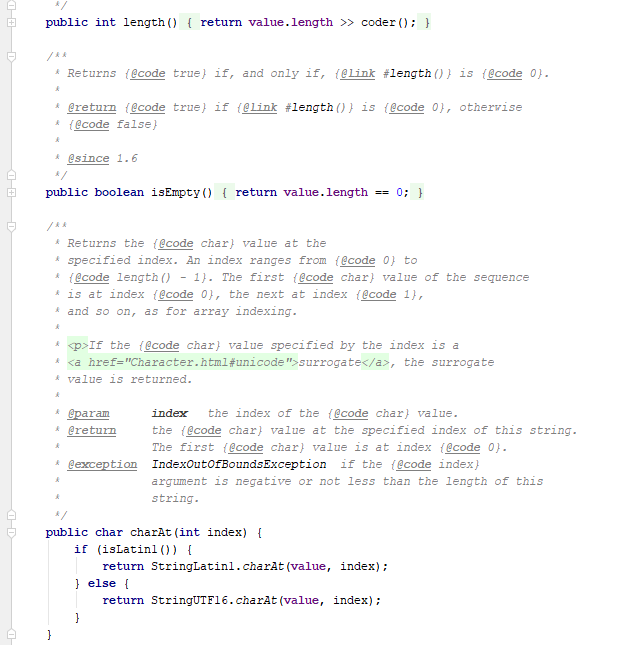 */
public int length() { return value.length >> coder(); }
/**
* Returns {@code true} if, and only if, {@link #length()} is {@code 0}.
*
* @return {@code true} if {@link #length()} is {@code 0}, otherwise
* {@code false}
*
* @since 1.6
*/
public boolean isEmpty() { return value.length == 0; }
/**
* Returns the {@code char} value at the
* specified index. An index ranges from {@code 0} to
* {@code length() - 1}. The first {@code char} value of the sequence
* is at index {@code 0}, the next at index {@code 1},
* and so on, as for array indexing.
*
* <p>If the {@code char} value specified by the index is a
* <a href="Character.html#unicode">surrogate</a>, the surrogate
* value is returned.
*
* @param index the index of the {@code char} value.
* @return the {@code char} value at the specified index of this string.
* The first {@code char} value is at index {@code 0}.
* @exception IndexOutOfBoundsException if the {@code index}
* argument is negative or not less than the length of this
* string.
*/
public char charAt(int index) {
if (isLatin1()) {
return StringLatin1.charAt(value, index);
} else {
return StringUTF16.charAt(value, index);
}
}